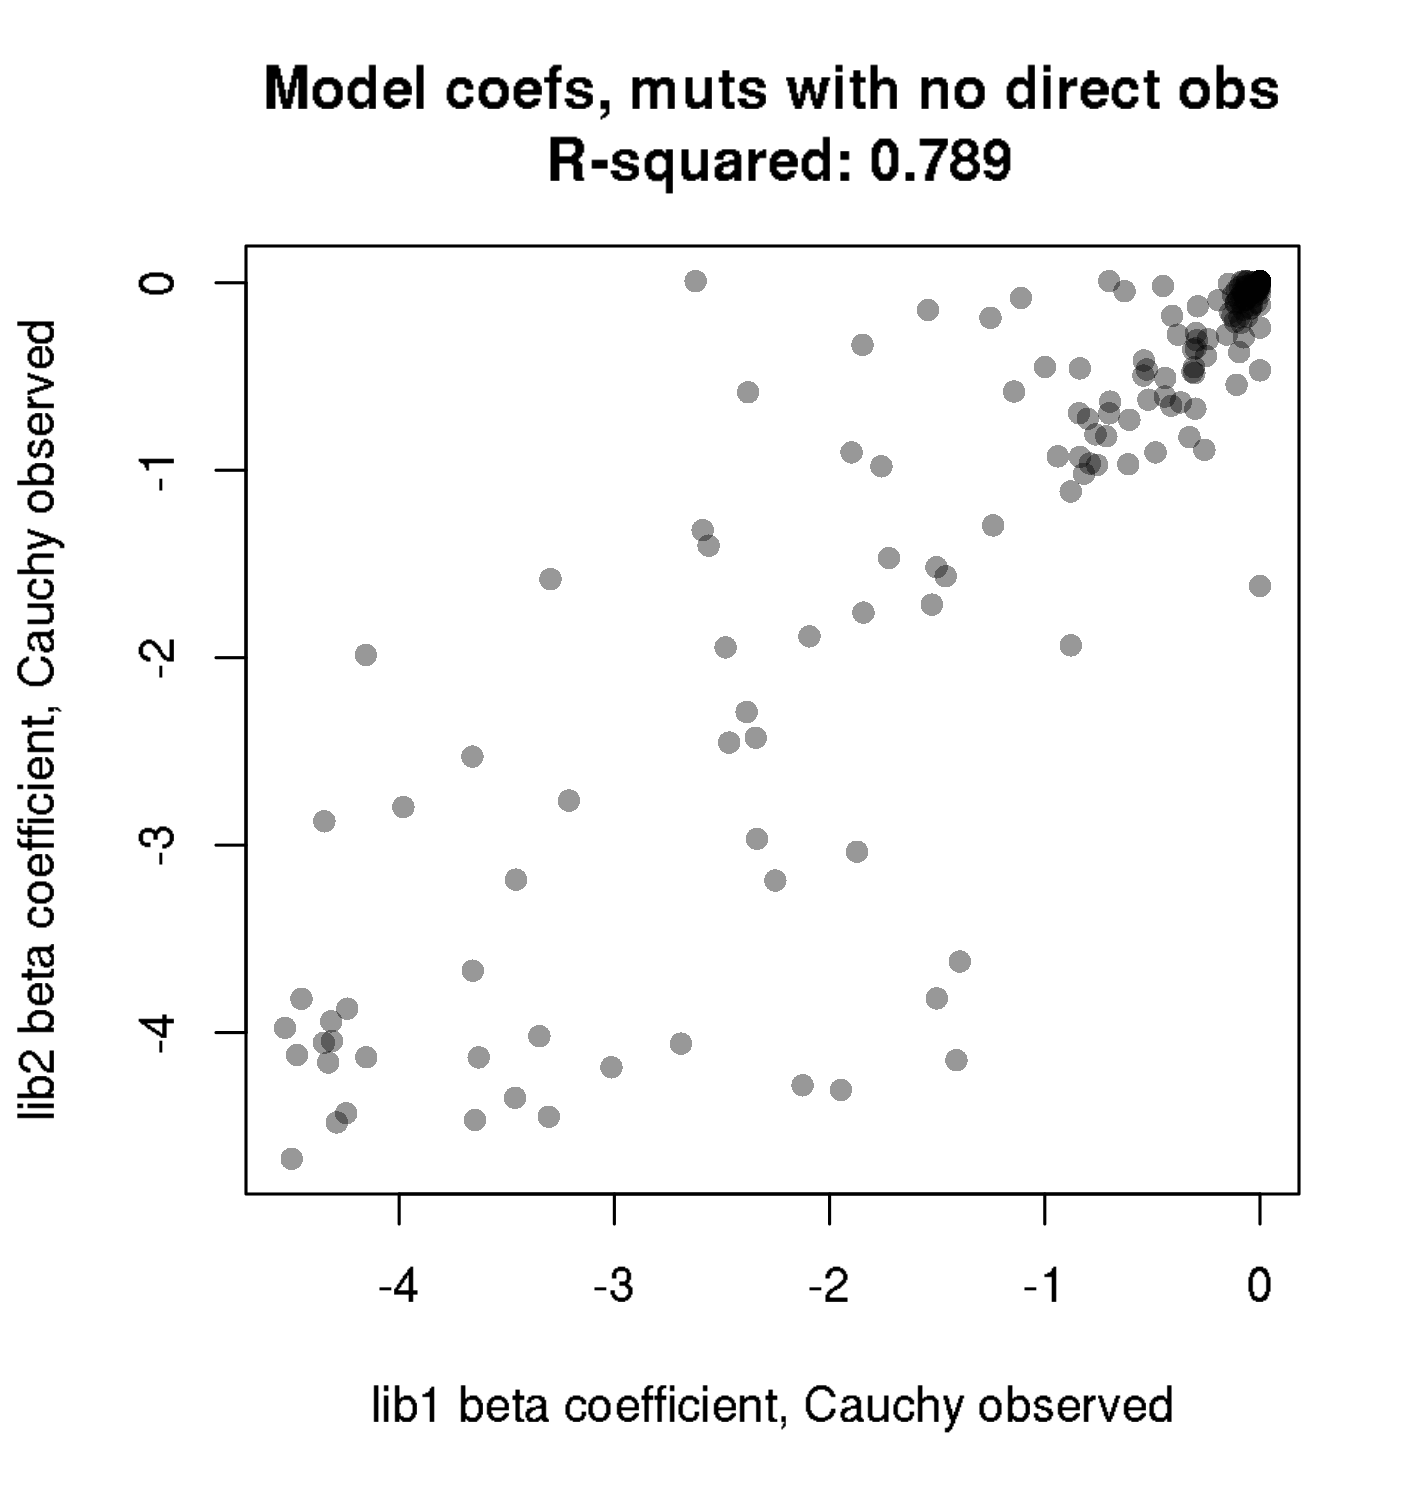 Model coefs, muts with no direct obs
R-squared: 0.789
lib2 beta coefficient, Cauchy observed
0
-1
-2
-3
-4
-4 -3 -2 -1 0
lib1 beta coefficient, Cauchy observed